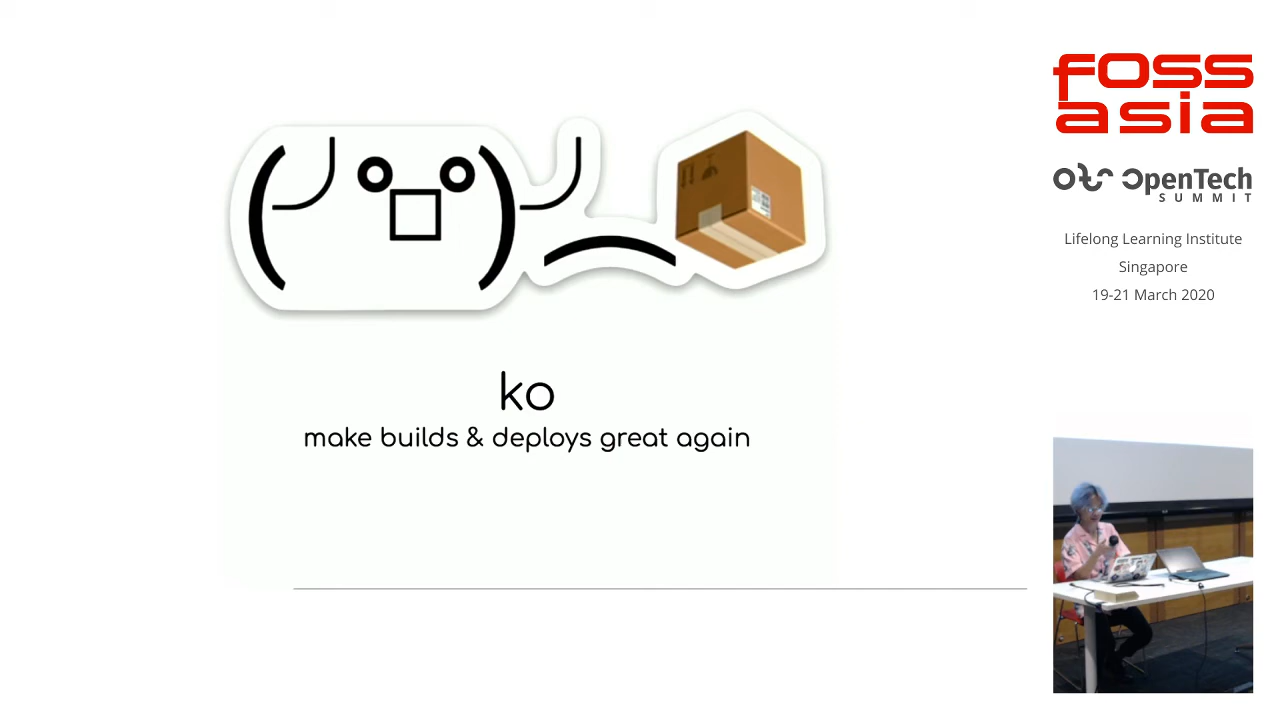 ko
make builds & deploys great again
foss
asia
OpenTech
SUMMIT
Lifelong Learning Institute
Singapore
19-21 March 2020